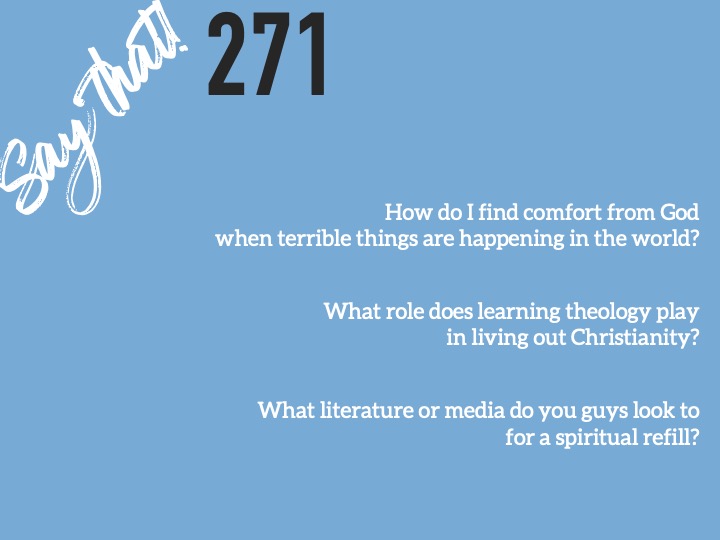 Say that!
271
How do I find comfort from God
when terrible things are happening in the world?
What role does learning theology play
in living out Christianity?
What literature or media do you guys look to
for a spiritual refill?